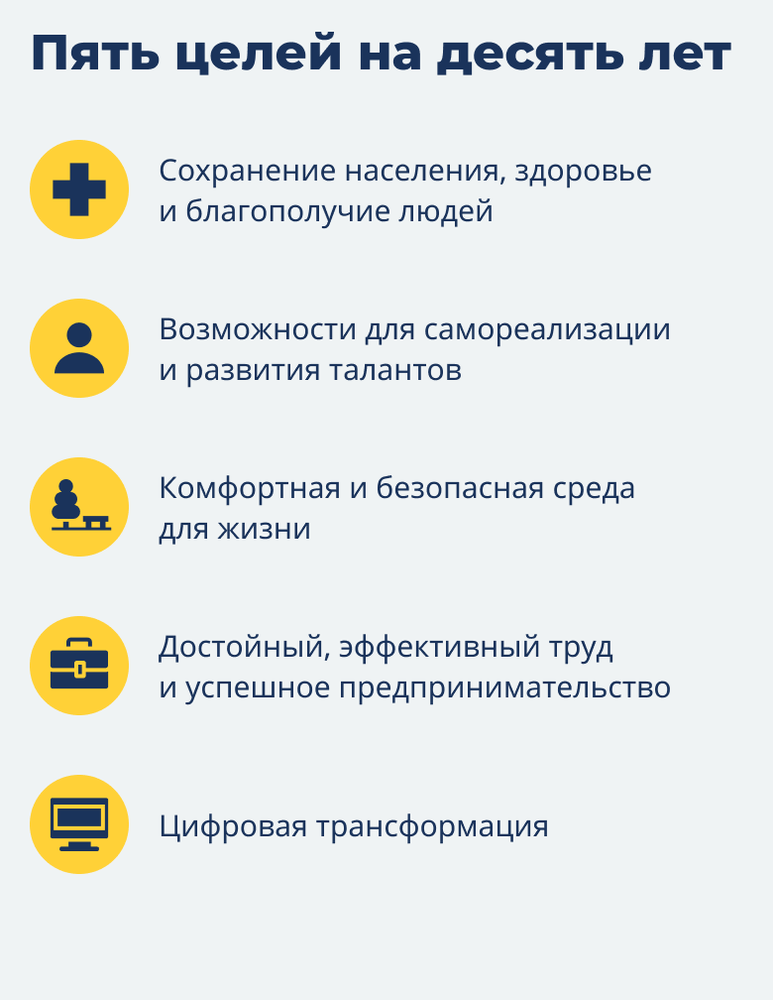 Пять целей на десять лет
Сохранение населения, здоровье
и благополучие людей
Возможности для самореализации
и развития талантов
Комфортная и безопасная среда
для жизни
Достойный, эффективный труд
и успешное предпринимательство
Цифровая трансформация